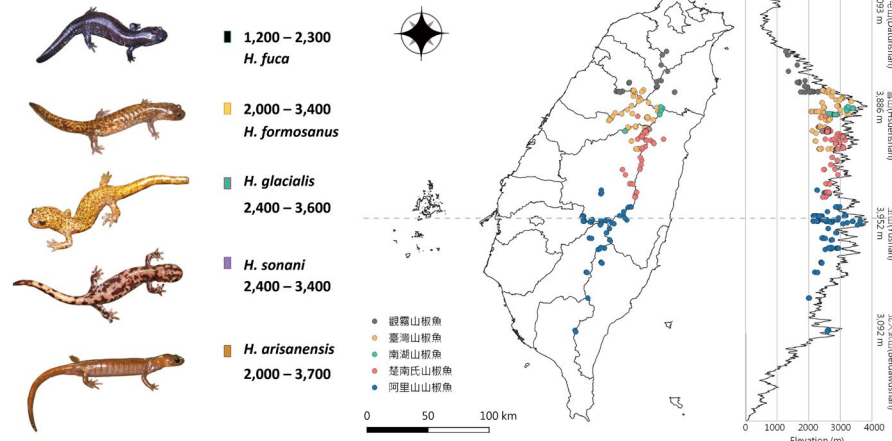 1,200 – 2,300
H. fuca
2,000 – 3,400
H. formosanus
H. glacialis
2,400 – 3,600
H. sonani
2,400 – 3,400
H. arisanensis
2,000 – 3,700
觀霧山椒魚
臺灣山椒魚
南湖山椒魚
楚南氏山椒魚
阿里山山椒魚
0 50 100 km
3,886 m
3,952 m
3,092 m
0 1000 2000 3000 4000
Elevation (m)